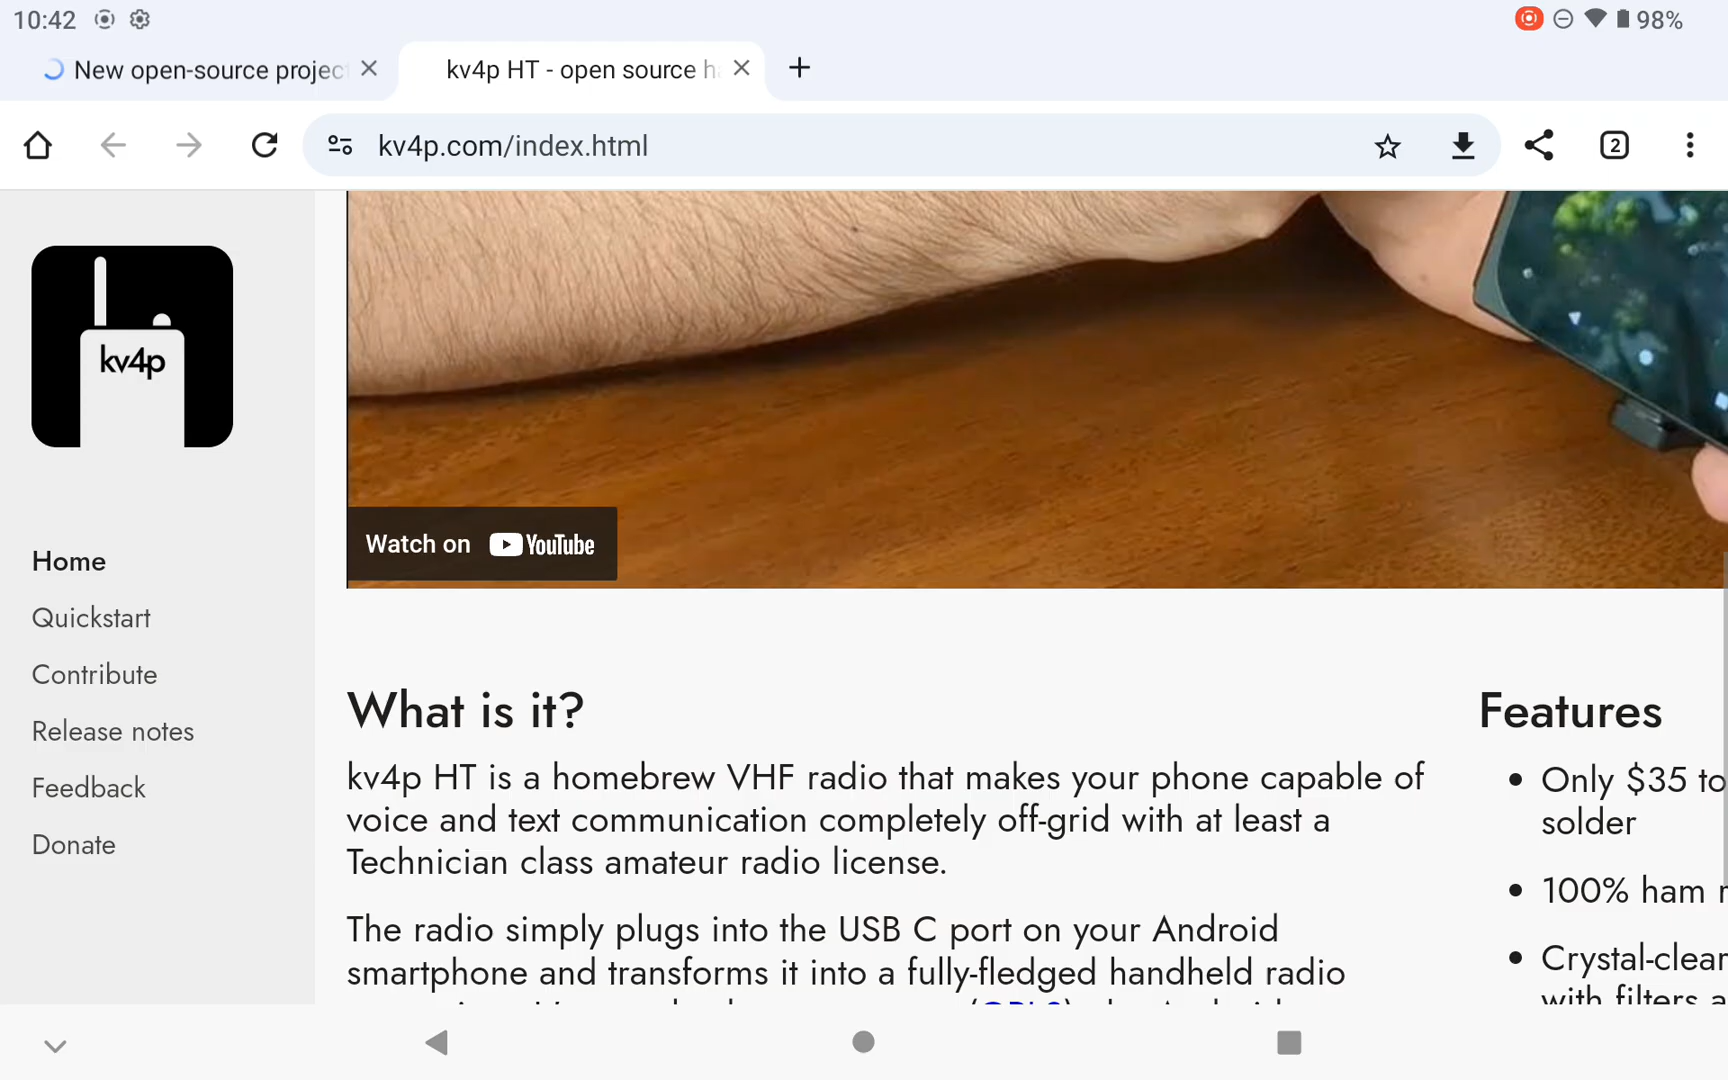 10:42
98%
New open-source projec
kv4p HT - open source h
kv4p.com/index.html
2
kv4p
Home
Quickstart
Contribute
Release notes
Feedback
Donate
Watch on YouTube
What is it?
kv4p HT is a homebrew VHF radio that makes your phone capable of
voice and text communication completely off-grid with at least a
Technician class amateur radio license.
The radio simply plugs into the USB C port on your Android
smartphone and transforms it into a fully-fledged handheld radio
Features
Only $35 to
solder
100% ham r
Crystal-clear
with filters a